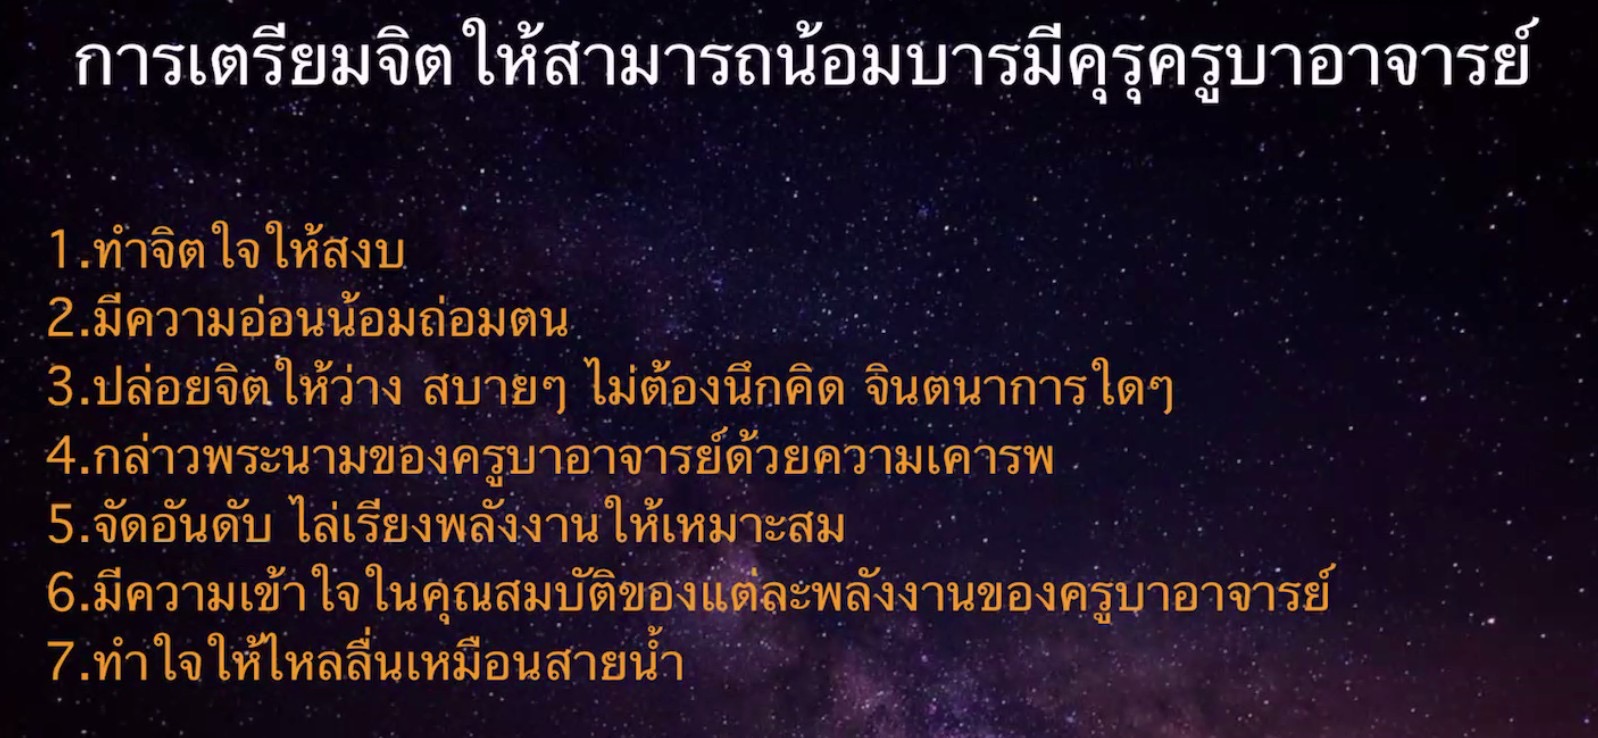 การเตรียมจิตให้สามารถน้อมบารมีคุรุครูบาอาจารย์
1.ทำจิตใจให้สงบ
2.มีความอ่อนน้อมถ่อมตน
3.ปล่อยจิตให้ว่าง สบายๆ ไม่ต้องนึกคิด จินตนาการใดๆ
4.กล่าวพระนามของครูบาอาจารย์ด้วยความเคารพ
5.จัดอันดับ ไล่เรียงพลังงานให้เหมาะสม
6.มีความเข้าใจในคุณสมบัติของแต่ละพลังงานของครูบาอาจารย์
7.ทำใจให้ไหลลื่นเหมือนสายน้ำ